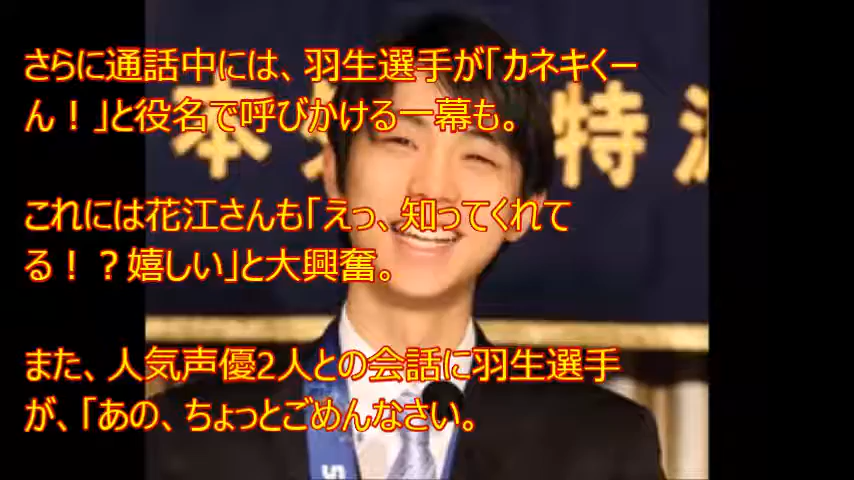 さらに通話中には、羽生選手が「カネキくー
ん！」と役名で呼びかける一幕も。
本 特派
これには花江さんも「えっ、知ってくれて
る！？嬉しい」と大興奮。
また、人気声優2人との会話に羽生選手
が、「あの、ちょっとごめんなさい。